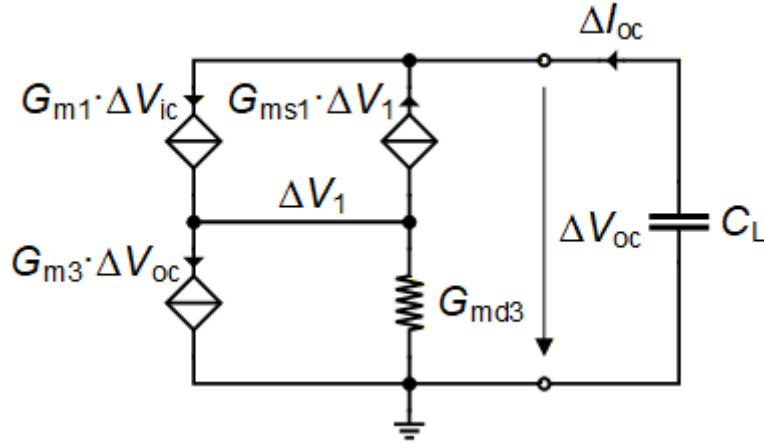 ΔIoc
Gm1·ΔVic
Gms1·ΔV1
ΔV1
ΔVoc
CL
Gm3·ΔVoc
Gmd3